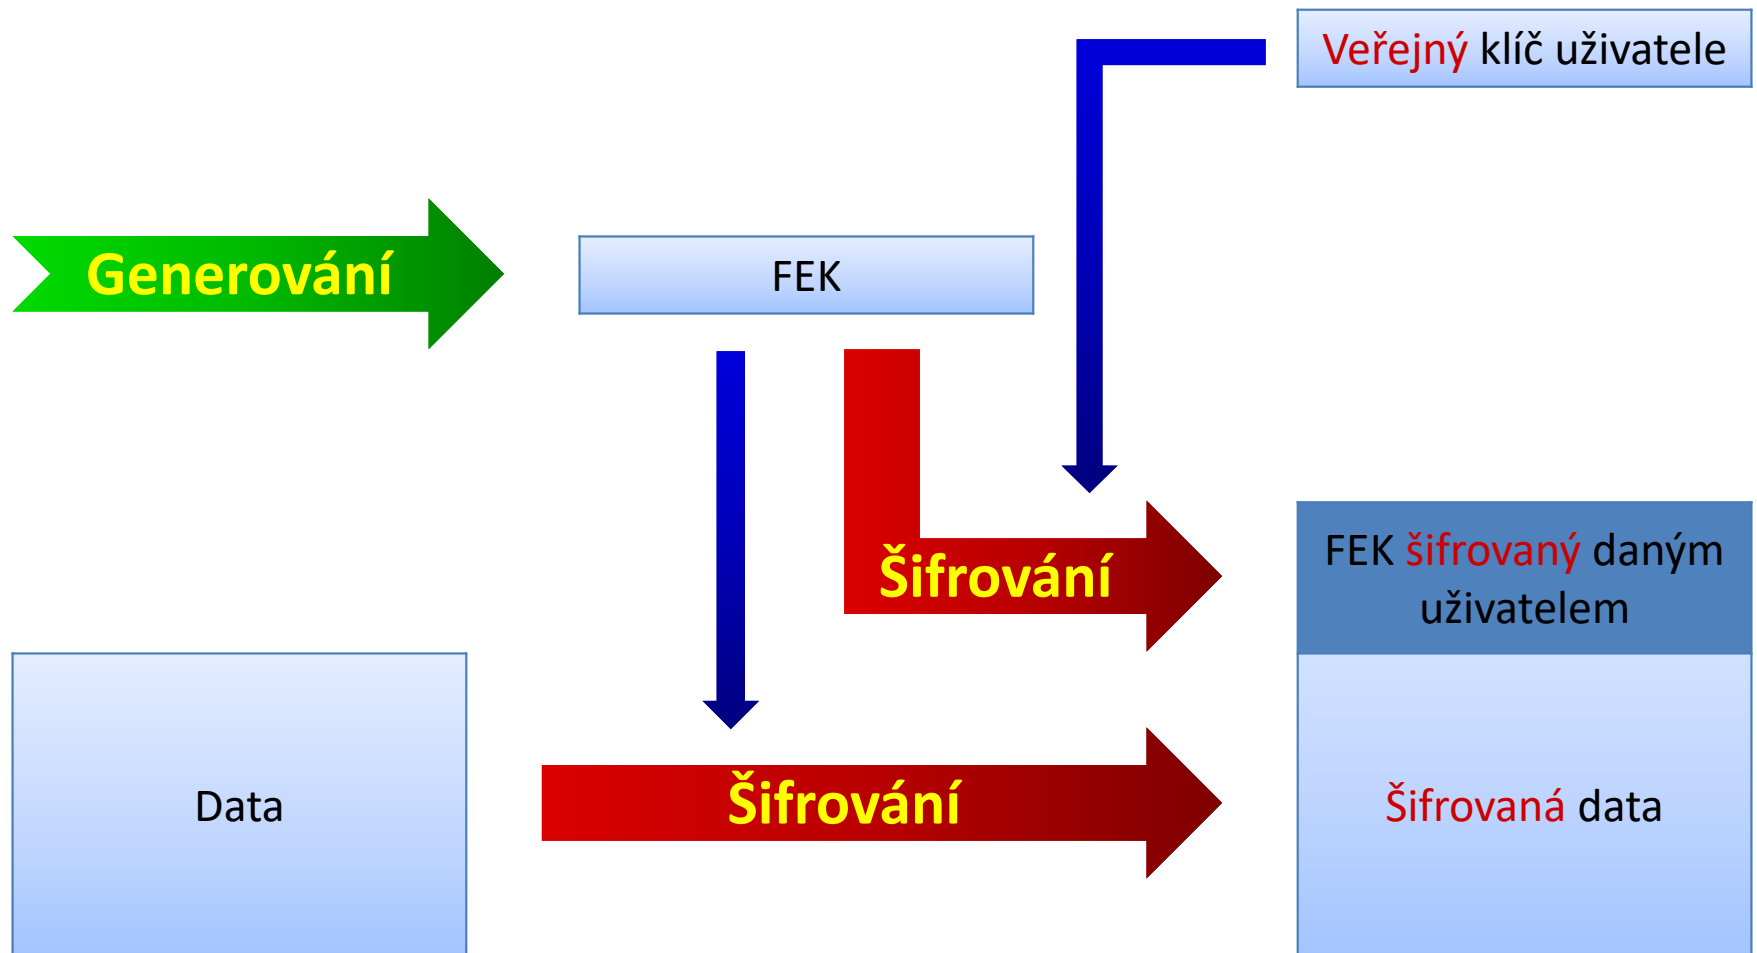 Veřejný klíč uživatele
Generování
FEK
Šifrování
FEK šifrovaný daným
uživatelem
Data
Šifrování
Šifrovaná data